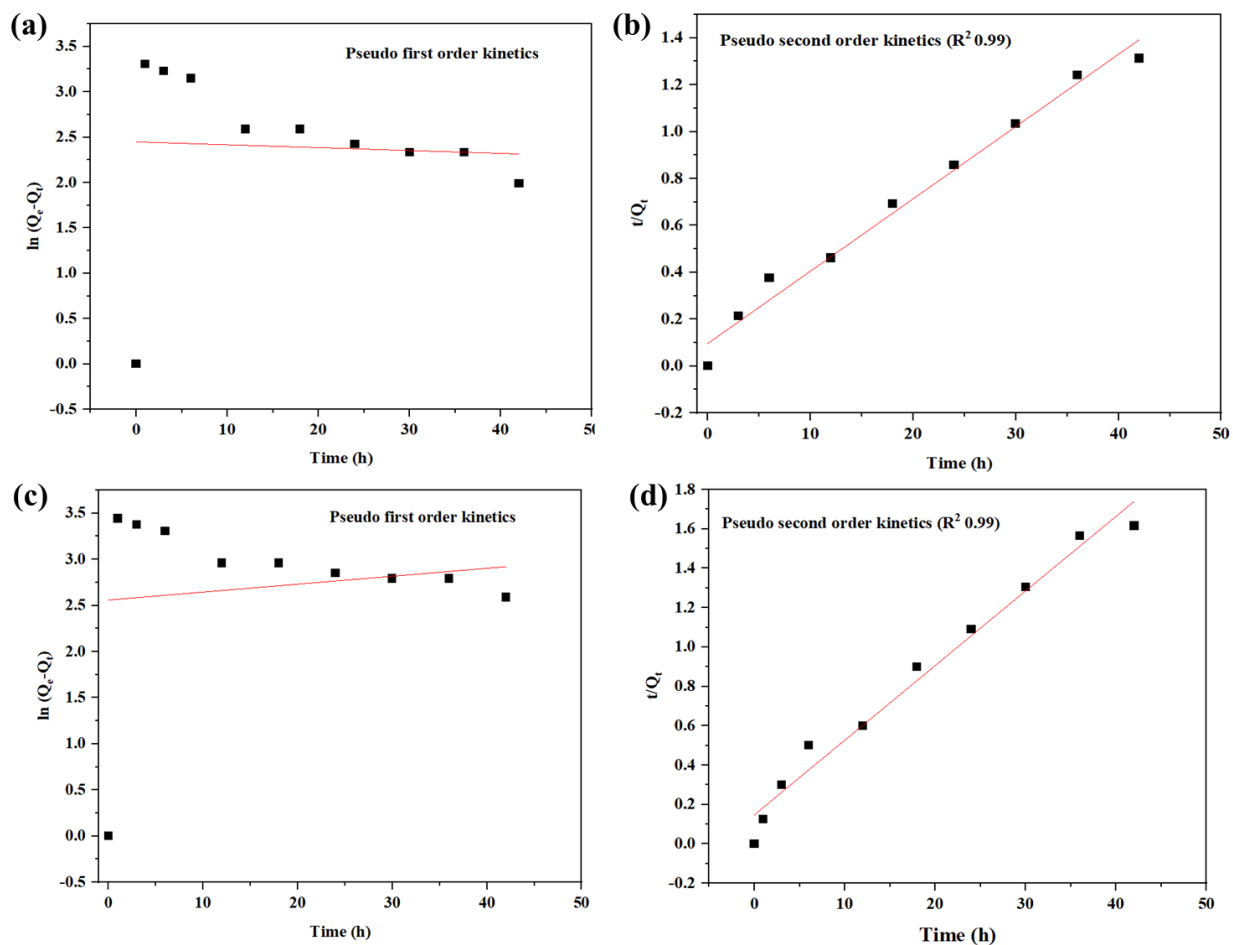 (a)
Pseudo first order kinetics
3.5
3.0
2.5
2.0
1.5
1.0
0.5
0.0
-0.5
ln (Qe-Qt)
0 10 20 30 40 50
Time (h)
(b)
Pseudo second order kinetics (R² 0.99)
1.4
1.2
1.0
0.8
0.6
0.4
0.2
0.0
-0.2
t/Qt
0 10 20 30 40 50
Time (h)
(c)
Pseudo first order kinetics
3.5
3.0
2.5
2.0
1.5
1.0
0.5
0.0
-0.5
ln (Qe-Qt)
0 10 20 30 40 50
Time (h)
(d)
Pseudo second order kinetics (R² 0.99)
1.8
1.6
1.4
1.2
1.0
0.8
0.6
0.4
0.2
0.0
-0.2
t/Qt
0 10 20 30 40 50
Time (h)